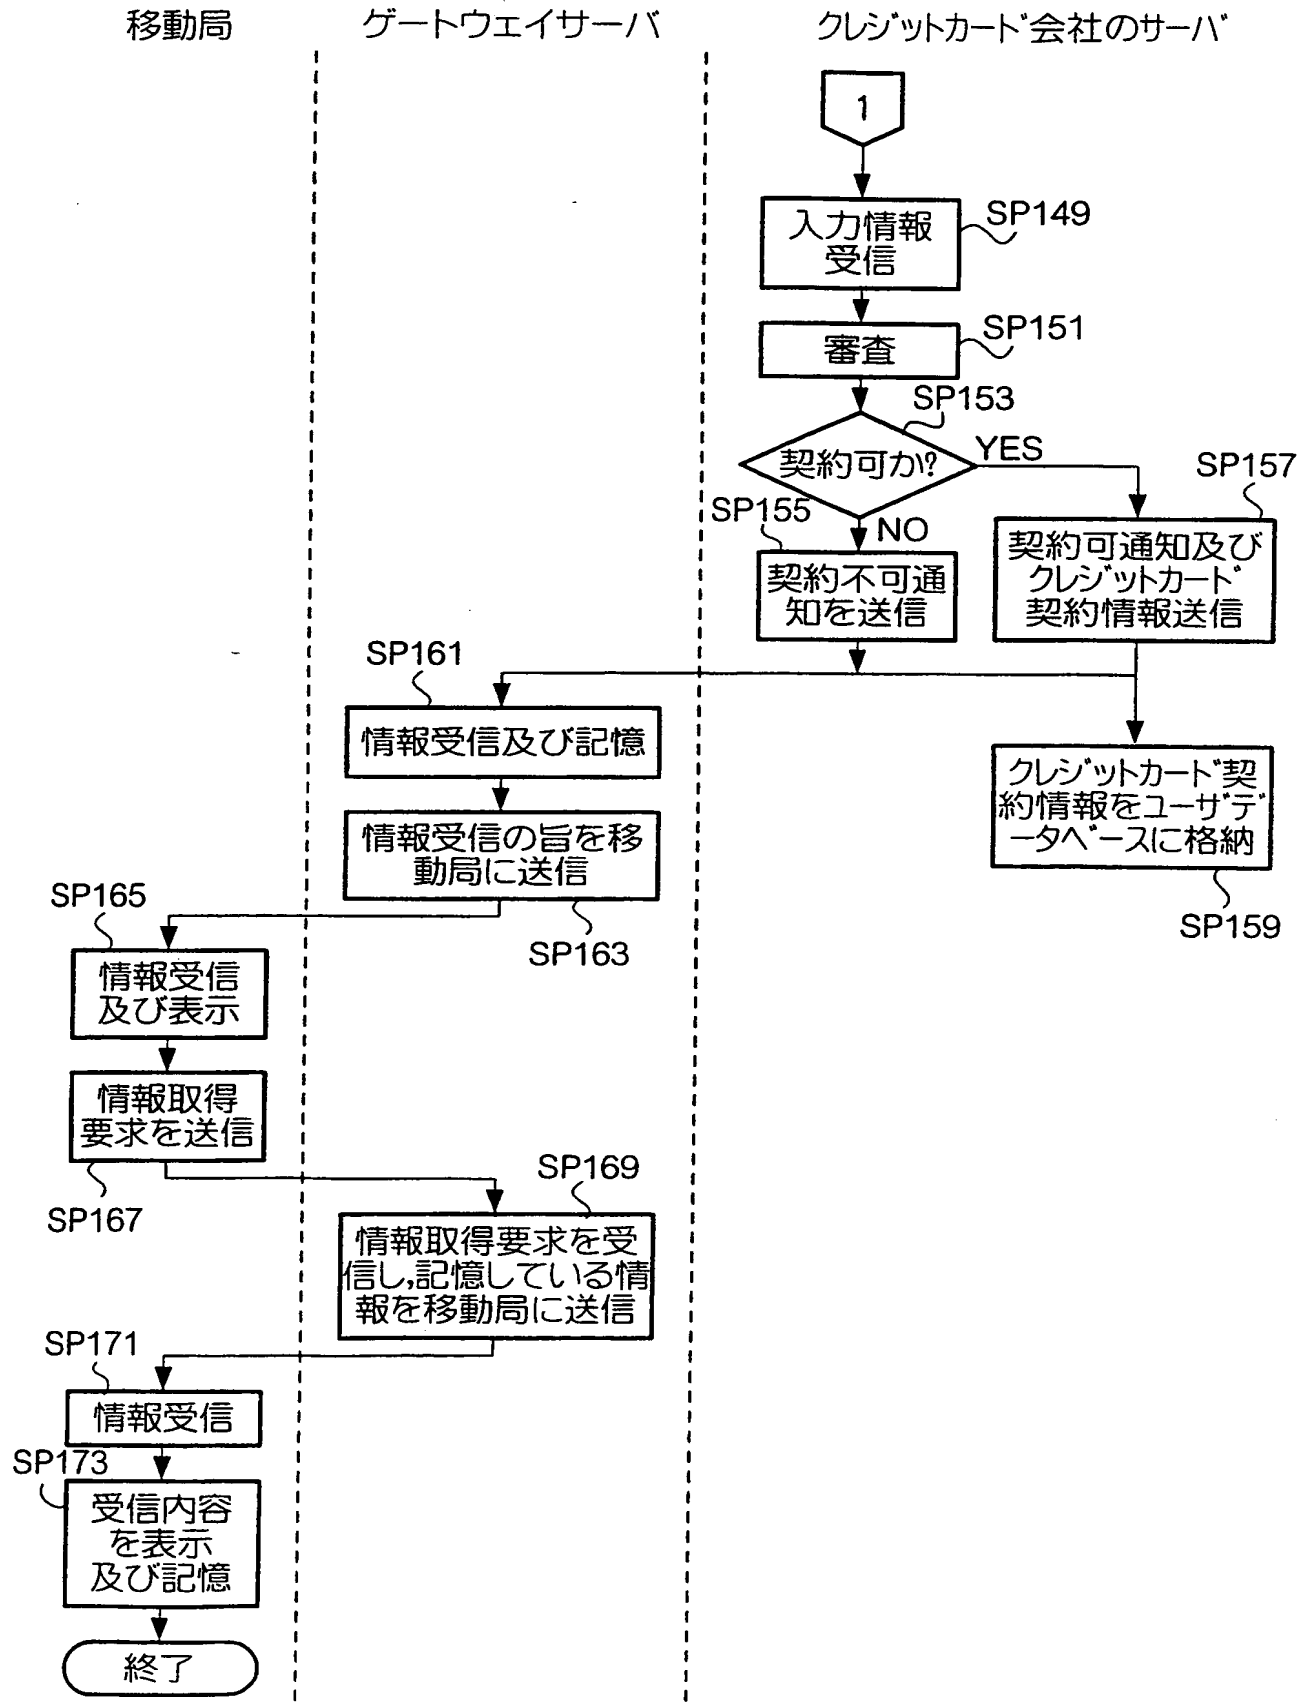 移動局
ゲートウェイサーバ
クレジットカード会社のサーバ
1
SP149
入力情報
受信
SP151
審査
SP153
契約可か?
YES
SP157
SP155
NO
契約不可通
知を送信
契約可通知及び
クレジットカード
契約情報送信
SP161
情報受信及び記憶
クレジットカード契
約情報をユーザデ
ータベースに格納
SP159
情報受信の旨を移
動局に送信
SP163
SP165
情報受信
及び表示
情報取得
要求を送信
SP167
SP169
情報取得要求を受
信し,記憶している情
報を移動局に送信
SP171
情報受信
SP173
受信内容
を表示
及び記憶
終了